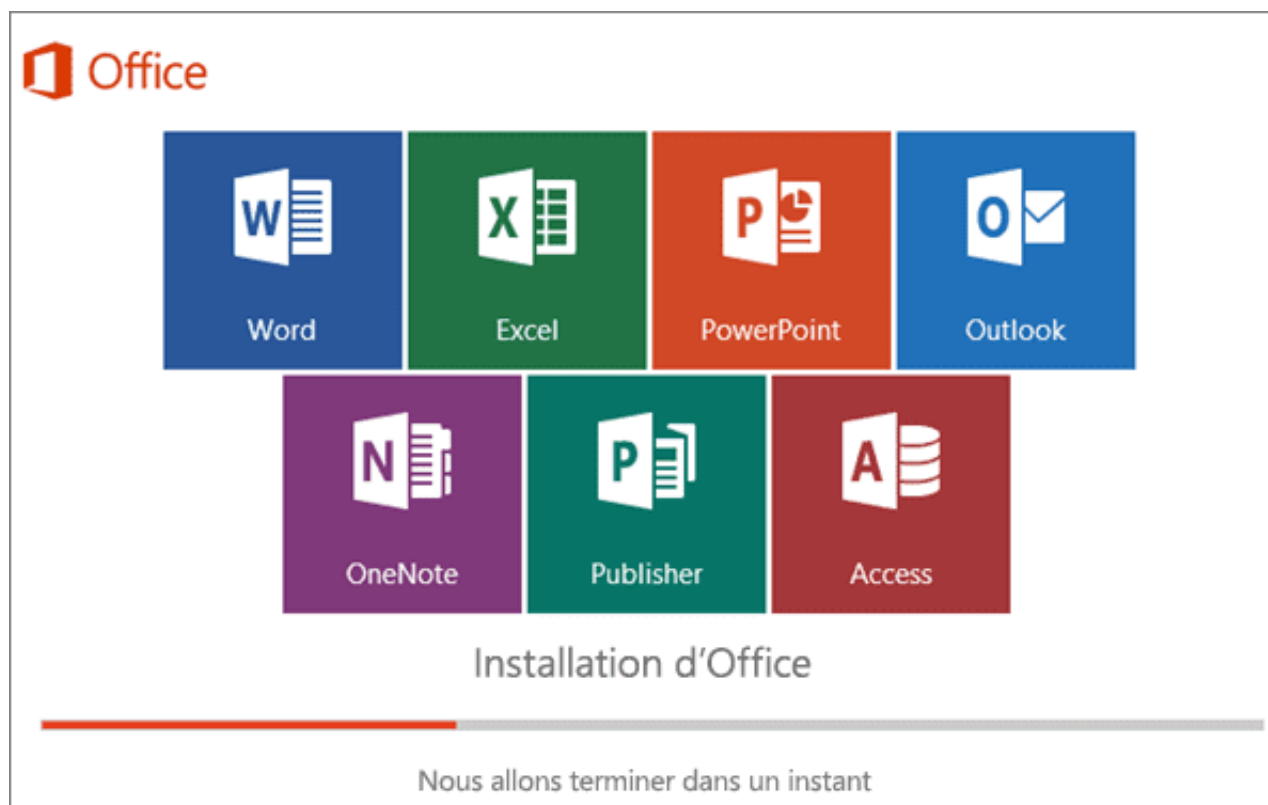 Office
W X P O
Word Excel PowerPoint Outlook
N P A
OneNote Publisher Access
Installation d’Office
Nous allons terminer dans un instant